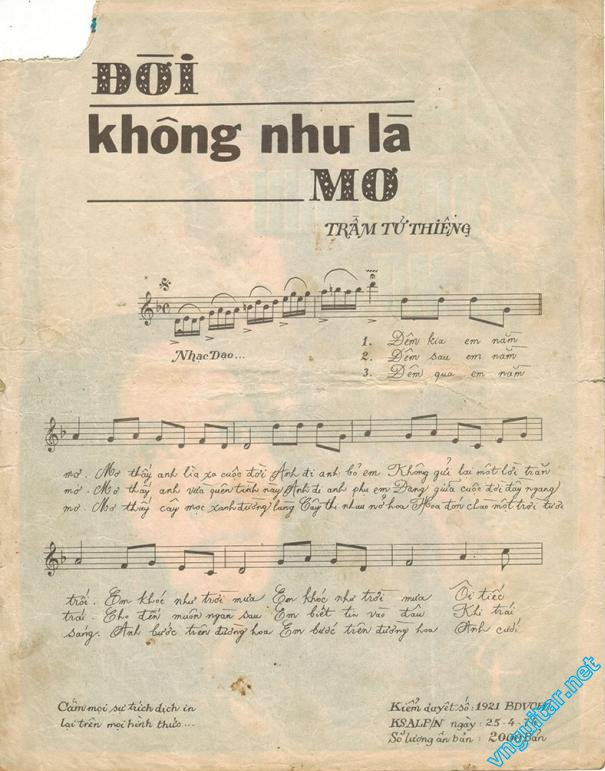 ĐỜI
không như là
MƠ
TRẦM TỬ THIÊNG
Nhạc Dạo...
1. Đêm kia em nằm
2. Đêm sau em nằm
3. Đêm qua em nằm
mơ. Mơ thấy anh lìa xa cuộc đời Anh đi anh bỏ em Không gửi lại một lời trăn
mơ. Mơ thấy anh vừa quên tình này Anh đi anh phụ em Đang giữa cuộc đời đầy ngang
mơ. Mơ thấy cây mọc xanh đường làng Cây thi nhau nở hoa Hoa đơn chào một trời tươi
trối. Em khóc như trời mưa Em khóc như trời mưa Ôi tiếc
trái. Cho đến muôn ngàn sau Em biết tin vào đâu Khi trái
sáng. Anh bước trên đường hoa Em bước trên đường hoa Anh cưới
Cấm mọi sự trích dịch in
lại trên mọi hình thức...
Kiểm duyệt số: 1921 BDVCH
KSALP/N ngày: 25-4-
Số lượng ấn bản: 2000 bản
vnguitar.net